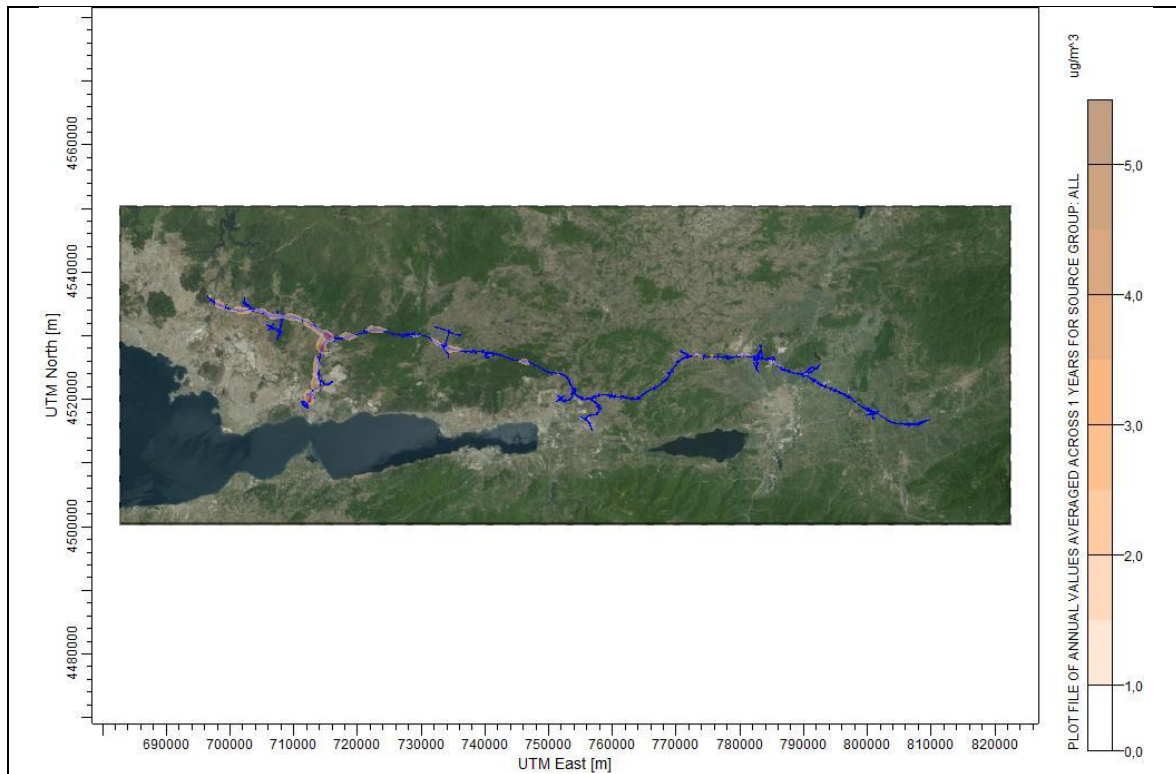 UTM North [m]
4560000
4540000
4520000
4500000
4480000
690000 700000 710000 720000 730000 740000 750000 760000 770000 780000 790000 800000 810000 820000
UTM East [m]
PLOT FILE OF ANNUAL VALUES AVERAGED ACROSS 1 YEARS FOR SOURCE GROUP: ALL
ug/m^3
5,0
4,0
3,0
2,0
1,0
0,0